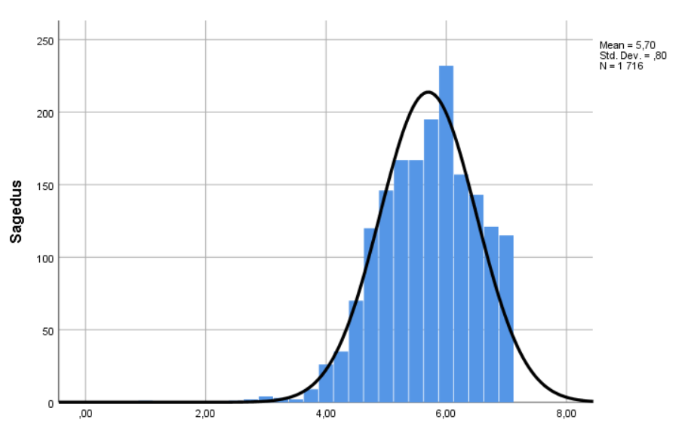 Mean = 5,70
Std. Dev. = ,80
N = 1 716
250
200
150
100
50
0
Sagedus
,00
2,00
4,00
6,00
8,00